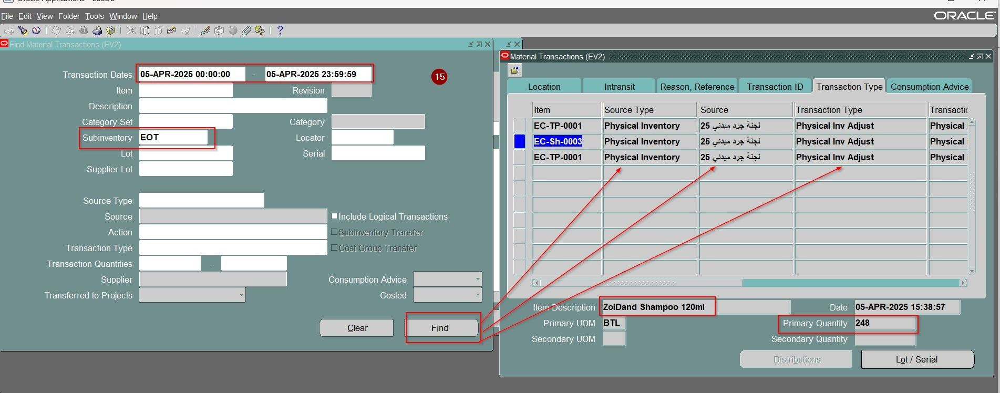 File Edit View Folder Tools Window Help
ORACLE
Find Material Transactions (EV2)
Transaction Dates 05-APR-2025 00:00:00 - 05-APR-2025 23:59:59
15
Item Revision
Description
Category Set Category
Subinventory EOT Locator
Lot Serial
Supplier Lot
Source Type
Source Include Logical Transactions
Action Subinventory Transfer
Transaction Type Cost Group Transfer
Transaction Quantities -
Supplier Consumption Advice
Transferred to Projects Costed
Clear Find
Material Transactions (EV2)
Location Intransit Reason, Reference Transaction ID Transaction Type Consumption Advice
Item Source Type Source Transaction Type
EC-TP-0001 Physical Inventory لجنة جرد مبدني 25 Physical Inv Adjust Physical
EC-Sh-0003 Physical Inventory لجنة جرد مبدني 25 Physical Inv Adjust Physical
EC-TP-0001 Physical Inventory لجنة جرد مبدني 25 Physical Inv Adjust Physical
Item Description ZolDand Shampoo 120ml Date 05-APR-2025 15:38:57
Primary UOM BTL Primary Quantity 248
Secondary UOM Secondary Quantity
Distributions Lot / Serial